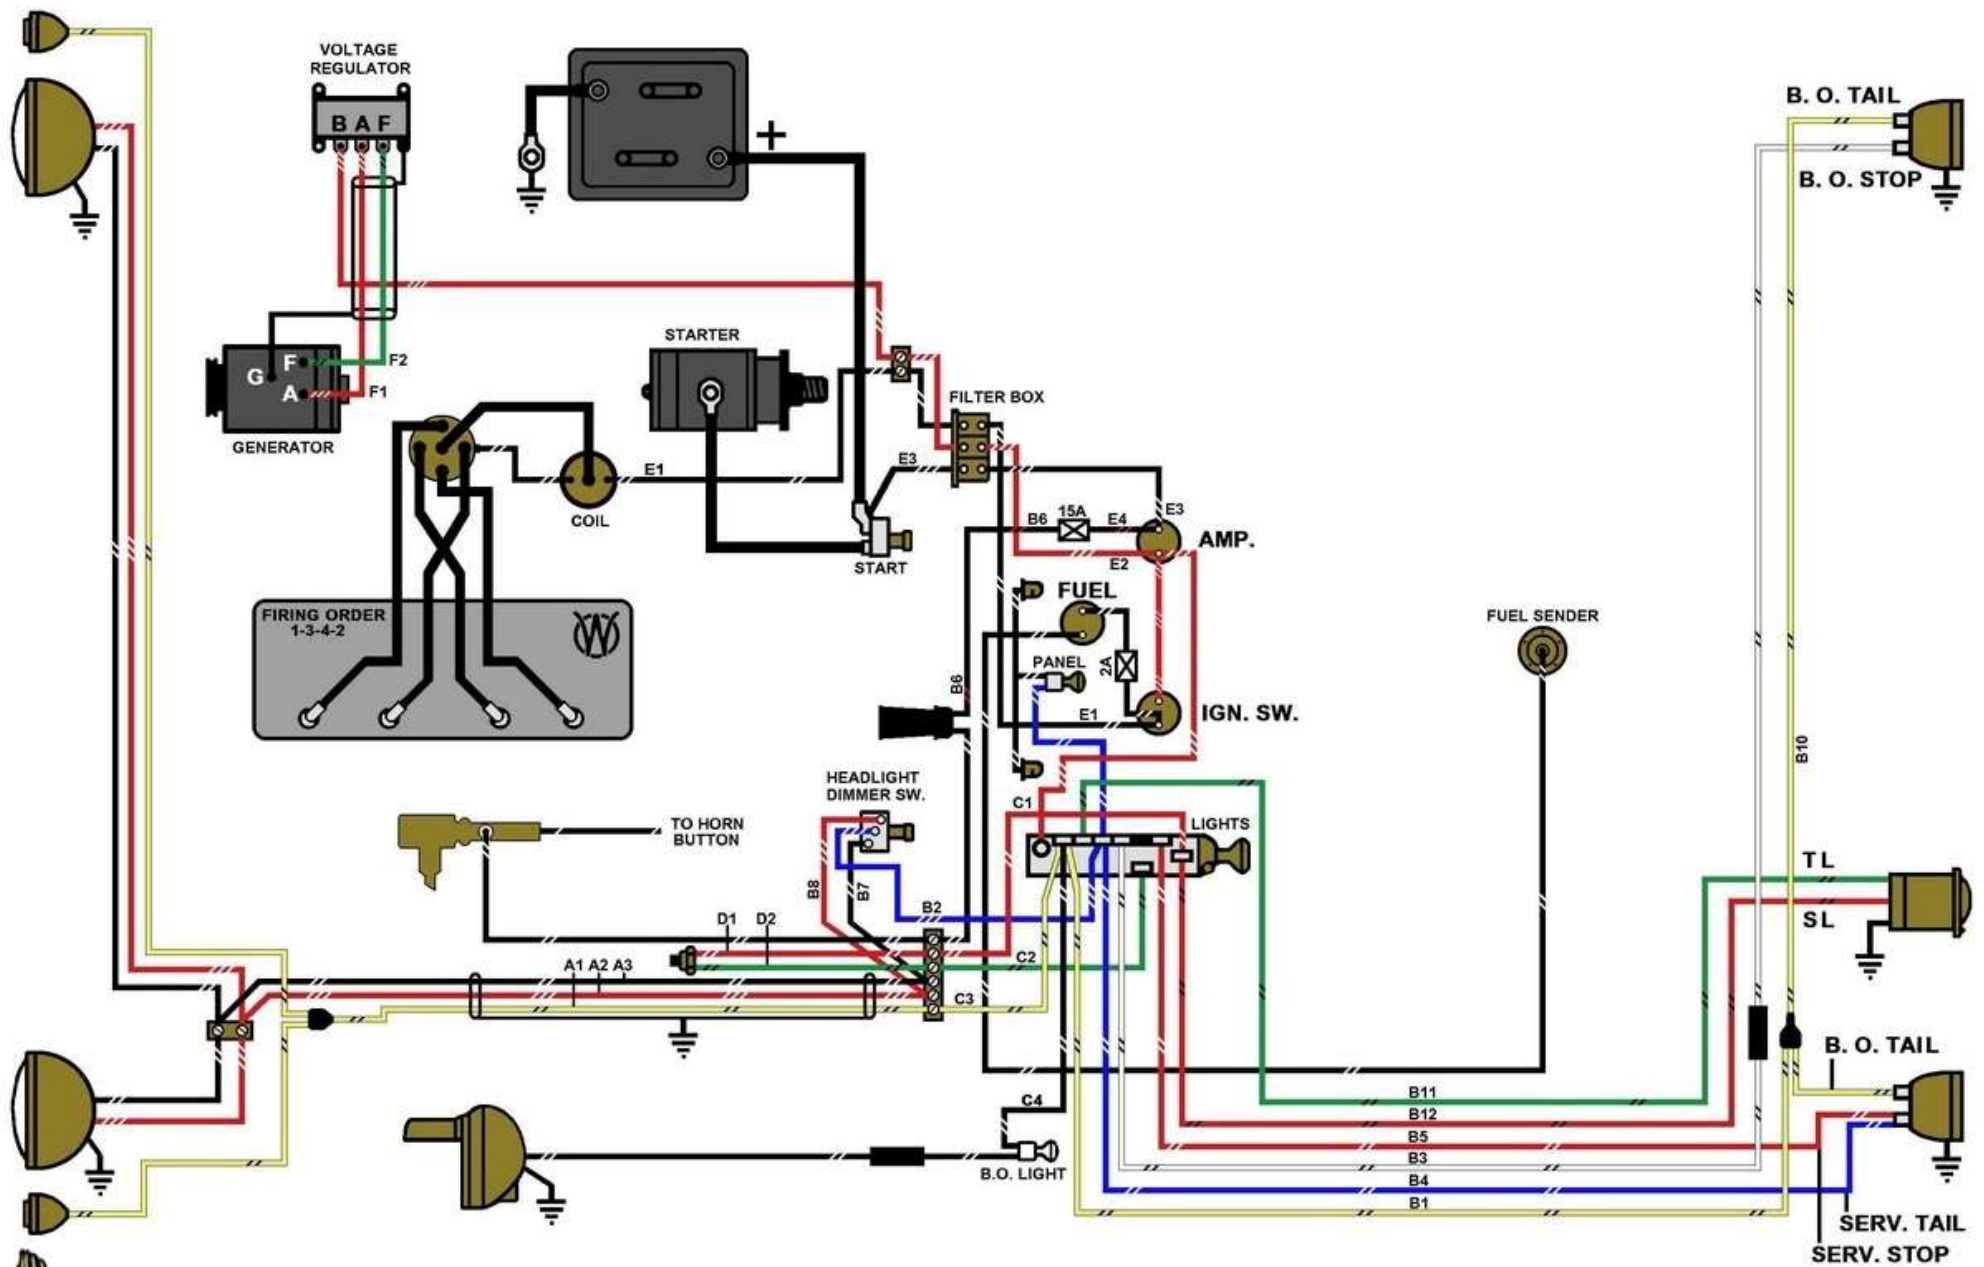 VOLTAGE
REGULATOR
B A F
+
B. O. TAIL
B. O. STOP
STARTER
F
G
A
F2
F1
GENERATOR
FILTER BOX
E3
E1
COIL
START
B6
15A
E4
E3
AMP.
E2
FUEL
FIRING ORDER
1-3-4-2
W
FUEL SENDER
PANEL
2A
B6
E1
IGN. SW.
B10
HEADLIGHT
DIMMER SW.
C1
TO HORN
BUTTON
LIGHTS
B8
B7
TL
SL
B2
D1
D2
A1 A2 A3
C2
C3
B. O. TAIL
C4
B11
B12
B5
B3
B4
B1
B.O. LIGHT
SERV. TAIL
SERV. STOP